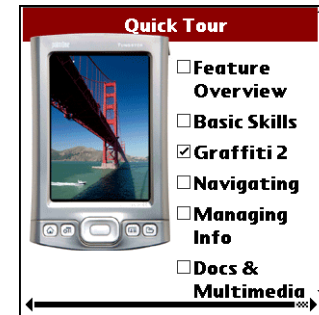 Quick Tour
Feature
Overview
Basic Skills
Graffiti 2
Navigating
Managing
Info
Docs &
Multimedia